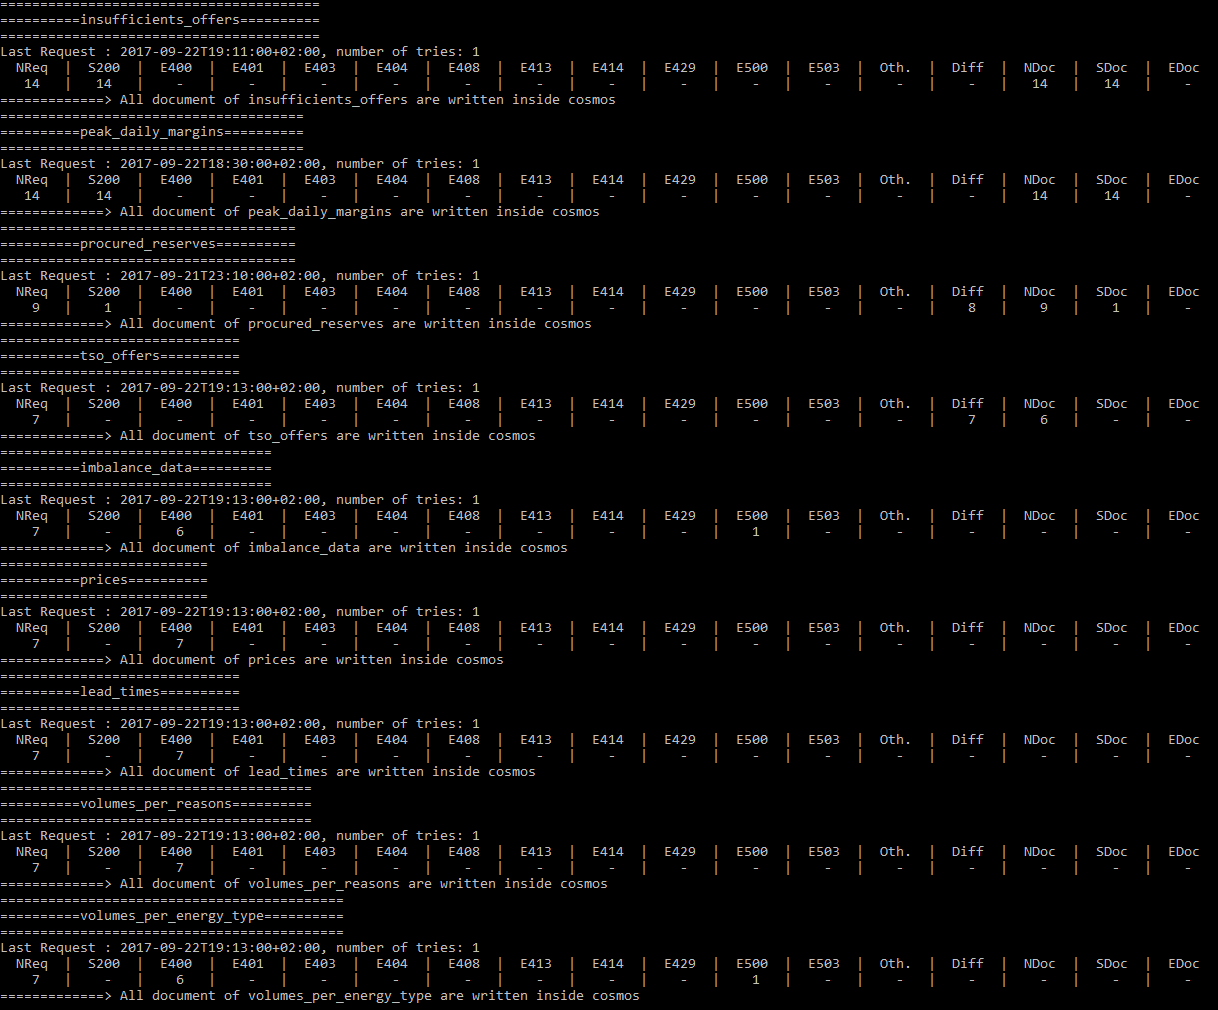 ========================================
==========insufficients_offers==========
========================================
Last Request : 2017-09-22T19:11:00+02:00, number of tries: 1
NReq | S200 | E400 | E401 | E403 | E404 | E408 | E413 | E414 | E429 | E500 | E503 | Oth. | Diff | NDoc | SDoc | EDoc
14 | 14 | - | - | - | - | - | - | - | - | - | - | - | - | 14 | 14 | -
=============> All document of insufficients_offers are written inside cosmos
======================================
==========peak_daily_margins==========
======================================
Last Request : 2017-09-22T18:30:00+02:00, number of tries: 1
NReq | S200 | E400 | E401 | E403 | E404 | E408 | E413 | E414 | E429 | E500 | E503 | Oth. | Diff | NDoc | SDoc | EDoc
14 | 14 | - | - | - | - | - | - | - | - | - | - | - | - | 14 | 14 | -
=============> All document of peak_daily_margins are written inside cosmos
=====================================
==========procured_reserves==========
=====================================
Last Request : 2017-09-21T23:10:00+02:00, number of tries: 1
NReq | S200 | E400 | E401 | E403 | E404 | E408 | E413 | E414 | E429 | E500 | E503 | Oth. | Diff | NDoc | SDoc | EDoc
9 | 1 | - | - | - | - | - | - | - | - | - | - | - | 8 | 9 | 1 | -
=============> All document of procured_reserves are written inside cosmos
==============================
==========tso_offers==========
==============================
Last Request : 2017-09-22T19:13:00+02:00, number of tries: 1
NReq | S200 | E400 | E401 | E403 | E404 | E408 | E413 | E414 | E429 | E500 | E503 | Oth. | Diff | NDoc | SDoc | EDoc
7 | - | - | - | - | - | - | - | - | - | - | - | - | 7 | 6 | - | -
=============> All document of tso_offers are written inside cosmos
==================================
==========imbalance_data==========
==================================
Last Request : 2017-09-22T19:13:00+02:00, number of tries: 1
NReq | S200 | E400 | E401 | E403 | E404 | E408 | E413 | E414 | E429 | E500 | E503 | Oth. | Diff | NDoc | SDoc | EDoc
7 | - | 6 | - | - | - | - | - | - | - | 1 | - | - | - | - | - | -
=============> All document of imbalance_data are written inside cosmos
==========================
==========prices==========
==========================
Last Request : 2017-09-22T19:13:00+02:00, number of tries: 1
NReq | S200 | E400 | E401 | E403 | E404 | E408 | E413 | E414 | E429 | E500 | E503 | Oth. | Diff | NDoc | SDoc | EDoc
7 | - | 7 | - | - | - | - | - | - | - | - | - | - | - | - | - | -
=============> All document of prices are written inside cosmos
==============================
==========lead_times==========
==============================
Last Request : 2017-09-22T19:13:00+02:00, number of tries: 1
NReq | S200 | E400 | E401 | E403 | E404 | E408 | E413 | E414 | E429 | E500 | E503 | Oth. | Diff | NDoc | SDoc | EDoc
7 | - | 7 | - | - | - | - | - | - | - | - | - | - | - | - | - | -
=============> All document of lead_times are written inside cosmos
=======================================
==========volumes_per_reasons==========
=======================================
Last Request : 2017-09-22T19:13:00+02:00, number of tries: 1
NReq | S200 | E400 | E401 | E403 | E404 | E408 | E413 | E414 | E429 | E500 | E503 | Oth. | Diff | NDoc | SDoc | EDoc
7 | - | 7 | - | - | - | - | - | - | - | - | - | - | - | - | - | -
=============> All document of volumes_per_reasons are written inside cosmos
===========================================
==========volumes_per_energy_type==========
===========================================
Last Request : 2017-09-22T19:13:00+02:00, number of tries: 1
NReq | S200 | E400 | E401 | E403 | E404 | E408 | E413 | E414 | E429 | E500 | E503 | Oth. | Diff | NDoc | SDoc | EDoc
7 | - | 6 | - | - | - | - | - | - | - | 1 | - | - | - | - | - | -
=============> All document of volumes_per_energy_type are written inside cosmos